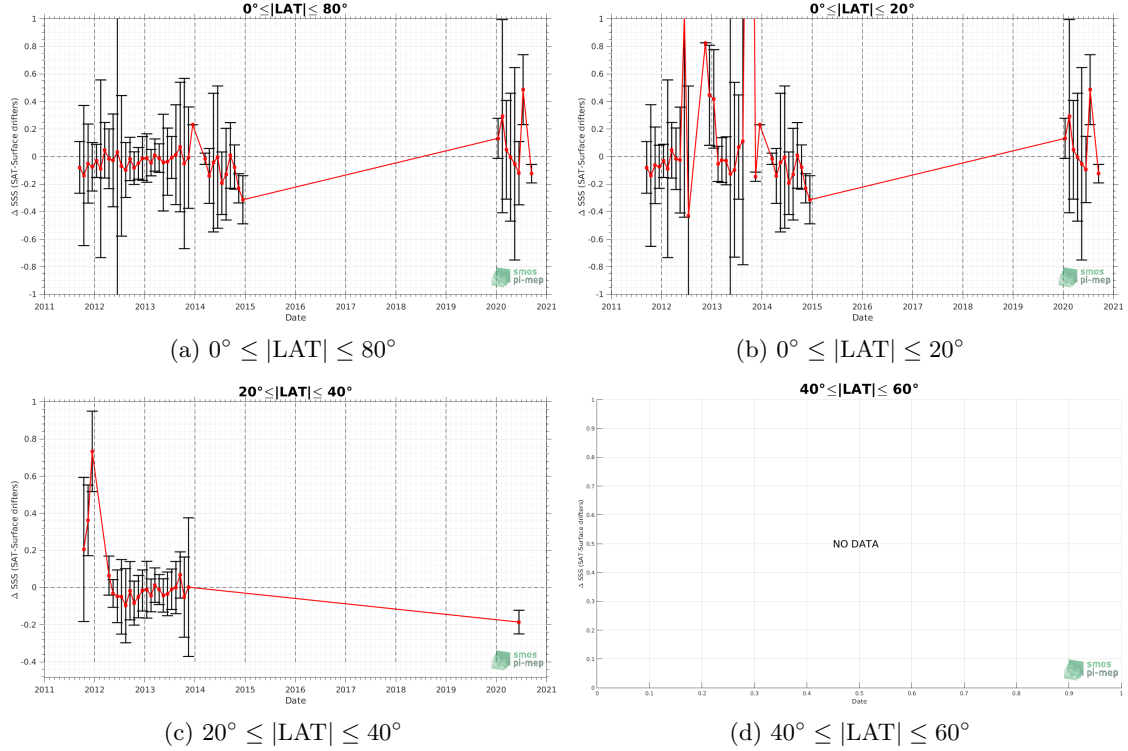 0°≤|LAT|≤ 80°
1
0.8
0.6
0.4
0.2
0
-0.2
-0.4
-0.6
-0.8
-1
Δ SSS (SAT-Surface drifters)
2011 2012 2013 2014 2015 2016 2017 2018 2019 2020 2021
Date
smos
pi-mep
(a) 0° ≤ |LAT| ≤ 80°
0°≤|LAT|≤ 20°
1
0.8
0.6
0.4
0.2
0
-0.2
-0.4
-0.6
-0.8
-1
Δ SSS (SAT-Surface drifters)
2011 2012 2013 2014 2015 2016 2017 2018 2019 2020 2021
Date
smos
pi-mep
(b) 0° ≤ |LAT| ≤ 20°
20°≤|LAT|≤ 40°
1
0.8
0.6
0.4
0.2
0
-0.2
-0.4
Δ SSS (SAT-Surface drifters)
2011 2012 2013 2014 2015 2016 2017 2018 2019 2020 2021
Date
smos
pi-mep
(c) 20° ≤ |LAT| ≤ 40°
40°≤|LAT|≤ 60°
1
0.9
0.8
0.7
0.6
0.5
0.4
0.3
0.2
0.1
0
Δ SSS (SAT-Surface drifters)
NO DATA
0 0.1 0.2 0.3 0.4 0.5 0.6 0.7 0.8 0.9 1
Date
smos
pi-mep
(d) 40° ≤ |LAT| ≤ 60°